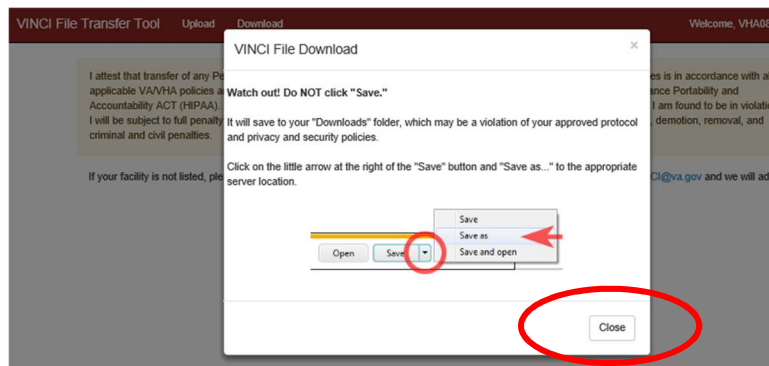 VINCI File Transfer Tool Upload Download Welcome, VHA08
VINCI File Download ×
I attest that transfer of any Pe
es is in accordance with al
applicable VA/VHA policies a
ance Portability and
Accountability ACT (HIPAA).
I am found to be in violati
I will be subject to full penalty
, demotion, removal, and
criminal and civil penalties.
If your facility is not listed, ple
CI@va.gov and we will ad
Watch out! Do NOT click "Save."
It will save to your "Downloads" folder, which may be a violation of your approved protocol
and privacy and security policies.
Click on the little arrow at the right of the "Save" button and "Save as..." to the appropriate
server location.
Save
Save as
Save and open
Open Save
Close